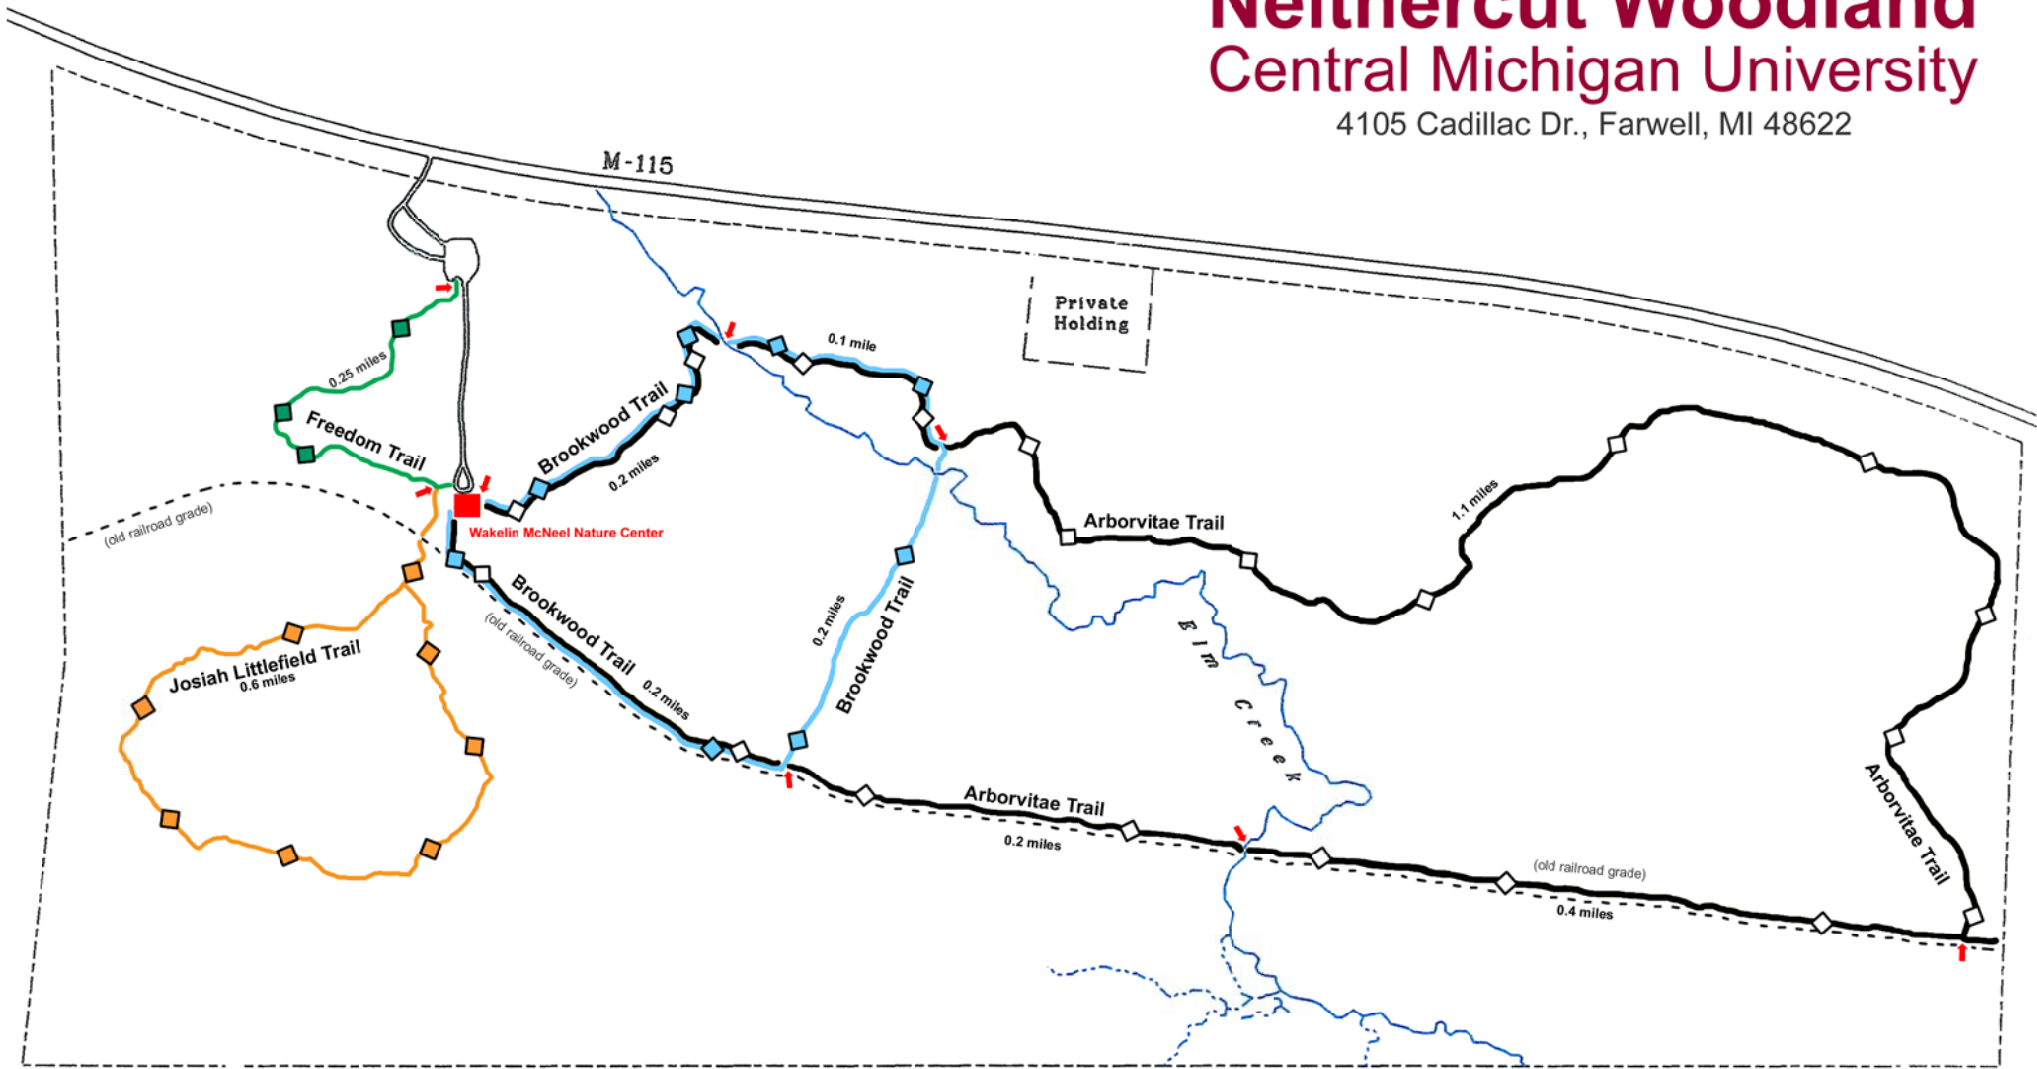 Neithercut Woodland
Central Michigan University
4105 Cadillac Dr., Farwell, MI 48622
M-115
Private
Holding
0.1 mile
0.25 miles
Freedom Trail
Brookwood Trail
0.2 miles
(old railroad grade)
Wakelin McNeel Nature Center
Arborvitae Trail
1.1 miles
Brookwood Trail
(old railroad grade)
0.2 miles
0.2 miles
Brookwood Trail
Josiah Littlefield Trail
0.6 miles
Elm Creek
Arborvitae Trail
0.2 miles
Arborvitae Trail
(old railroad grade)
0.4 miles